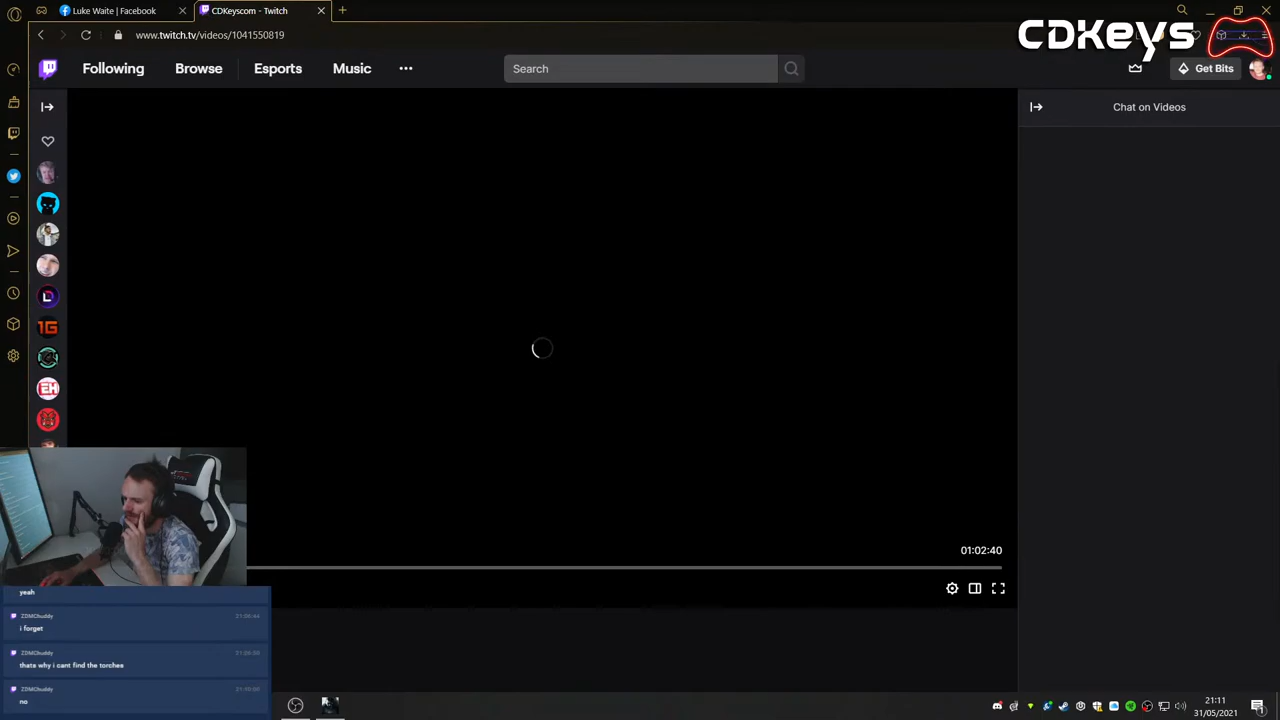 Luke Waite | Facebook
CDKeyscom - Twitch
www.twitch.tv/videos/1041550819
CDKeys
Following
Browse
Esports
Music
Search
Get Bits
Chat on Videos
1G
EH
01:02:40
yeah
ZDMChuddy
i forget
ZDMChuddy
thats why i cant find the torches
ZDMChuddy
no
21:11
31/05/2021